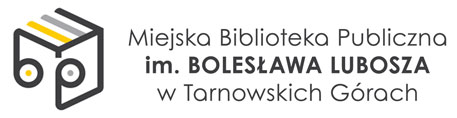 Miejska Biblioteka Publiczna
im. BOLESŁAWA LUBOSZA
w Tarnowskich Górach